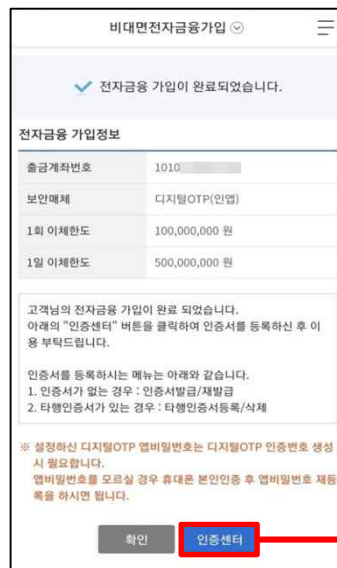 비대면전자금융가입
전자금융 가입이 완료되었습니다.
전자금융 가입정보
출금계좌번호 1010
보안매체 디지털OTP(인앱)
1회 이체한도 100,000,000 원
1일 이체한도 500,000,000 원
고객님의 전자금융 가입이 완료 되었습니다.
아래의 "인증센터" 버튼을 클릭하여 인증서를 등록하신 후 이
용 부탁드립니다.
인증서를 등록하시는 메뉴는 아래와 같습니다.
1. 인증서가 없는 경우 : 인증서발급/재발급
2. 타행인증서가 있는 경우 : 타행인증서등록/삭제
※ 설정하신 디지털OTP 앱비밀번호는 디지털OTP 인증번호 생성
시 필요합니다.
앱비밀번호를 모르실 경우 휴대폰 본인인증 후 앱비밀번호 재등
록을 하시면 됩니다.
확인 인증센터